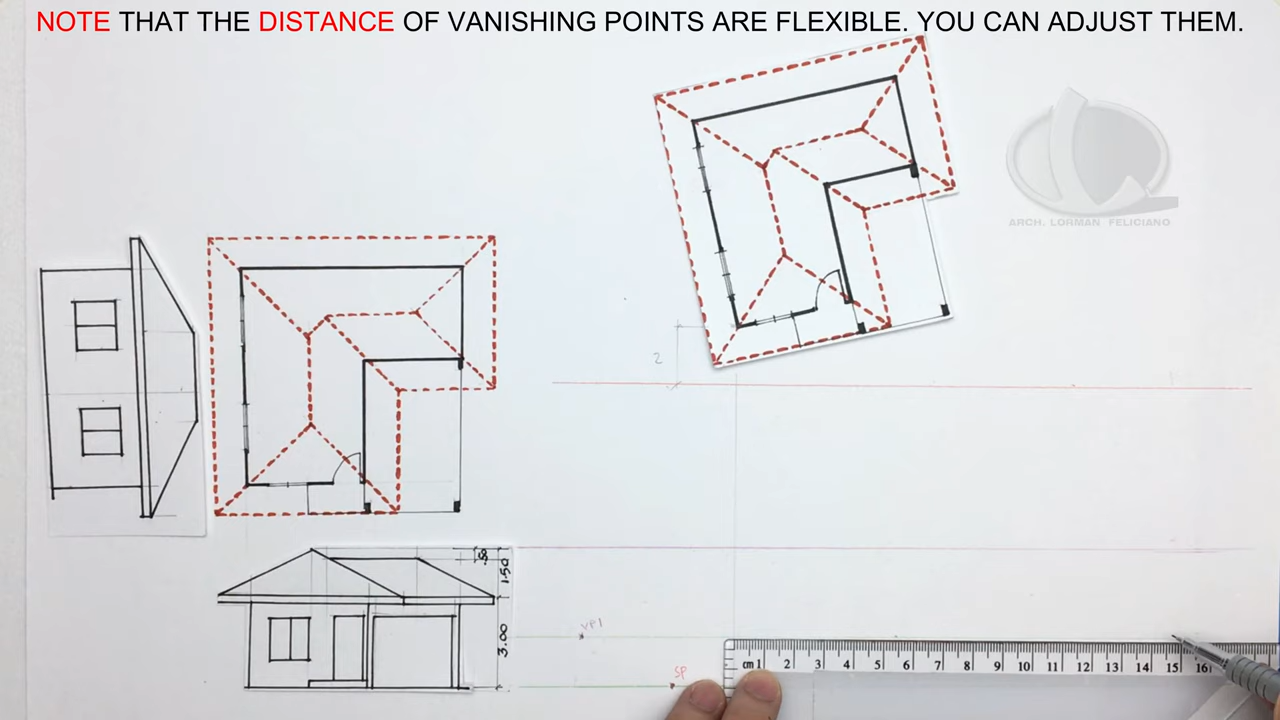 NOTE THAT THE DISTANCE OF VANISHING POINTS ARE FLEXIBLE. YOU CAN ADJUST THEM.
ARCH. LORMAN FELICIANO
2
1.50
3.00
VP1
SP
cm 1 2 3 4 5 6 7 8 9 10 11 12 13 14 15 16